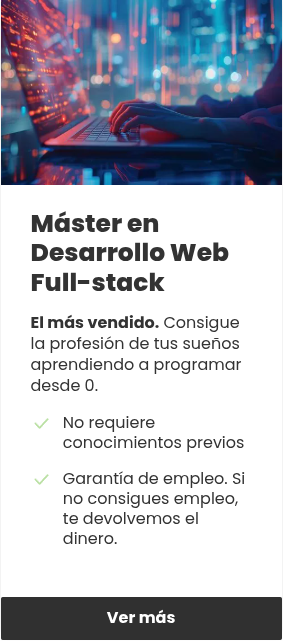 Máster en
Desarrollo Web
Full-stack
El más vendido. Consigue
la profesión de tus sueños
aprendiendo a programar
desde 0.
No requiere
conocimientos previos
Garantía de empleo. Si
no consigues empleo,
te devolvemos el
dinero.
Ver más